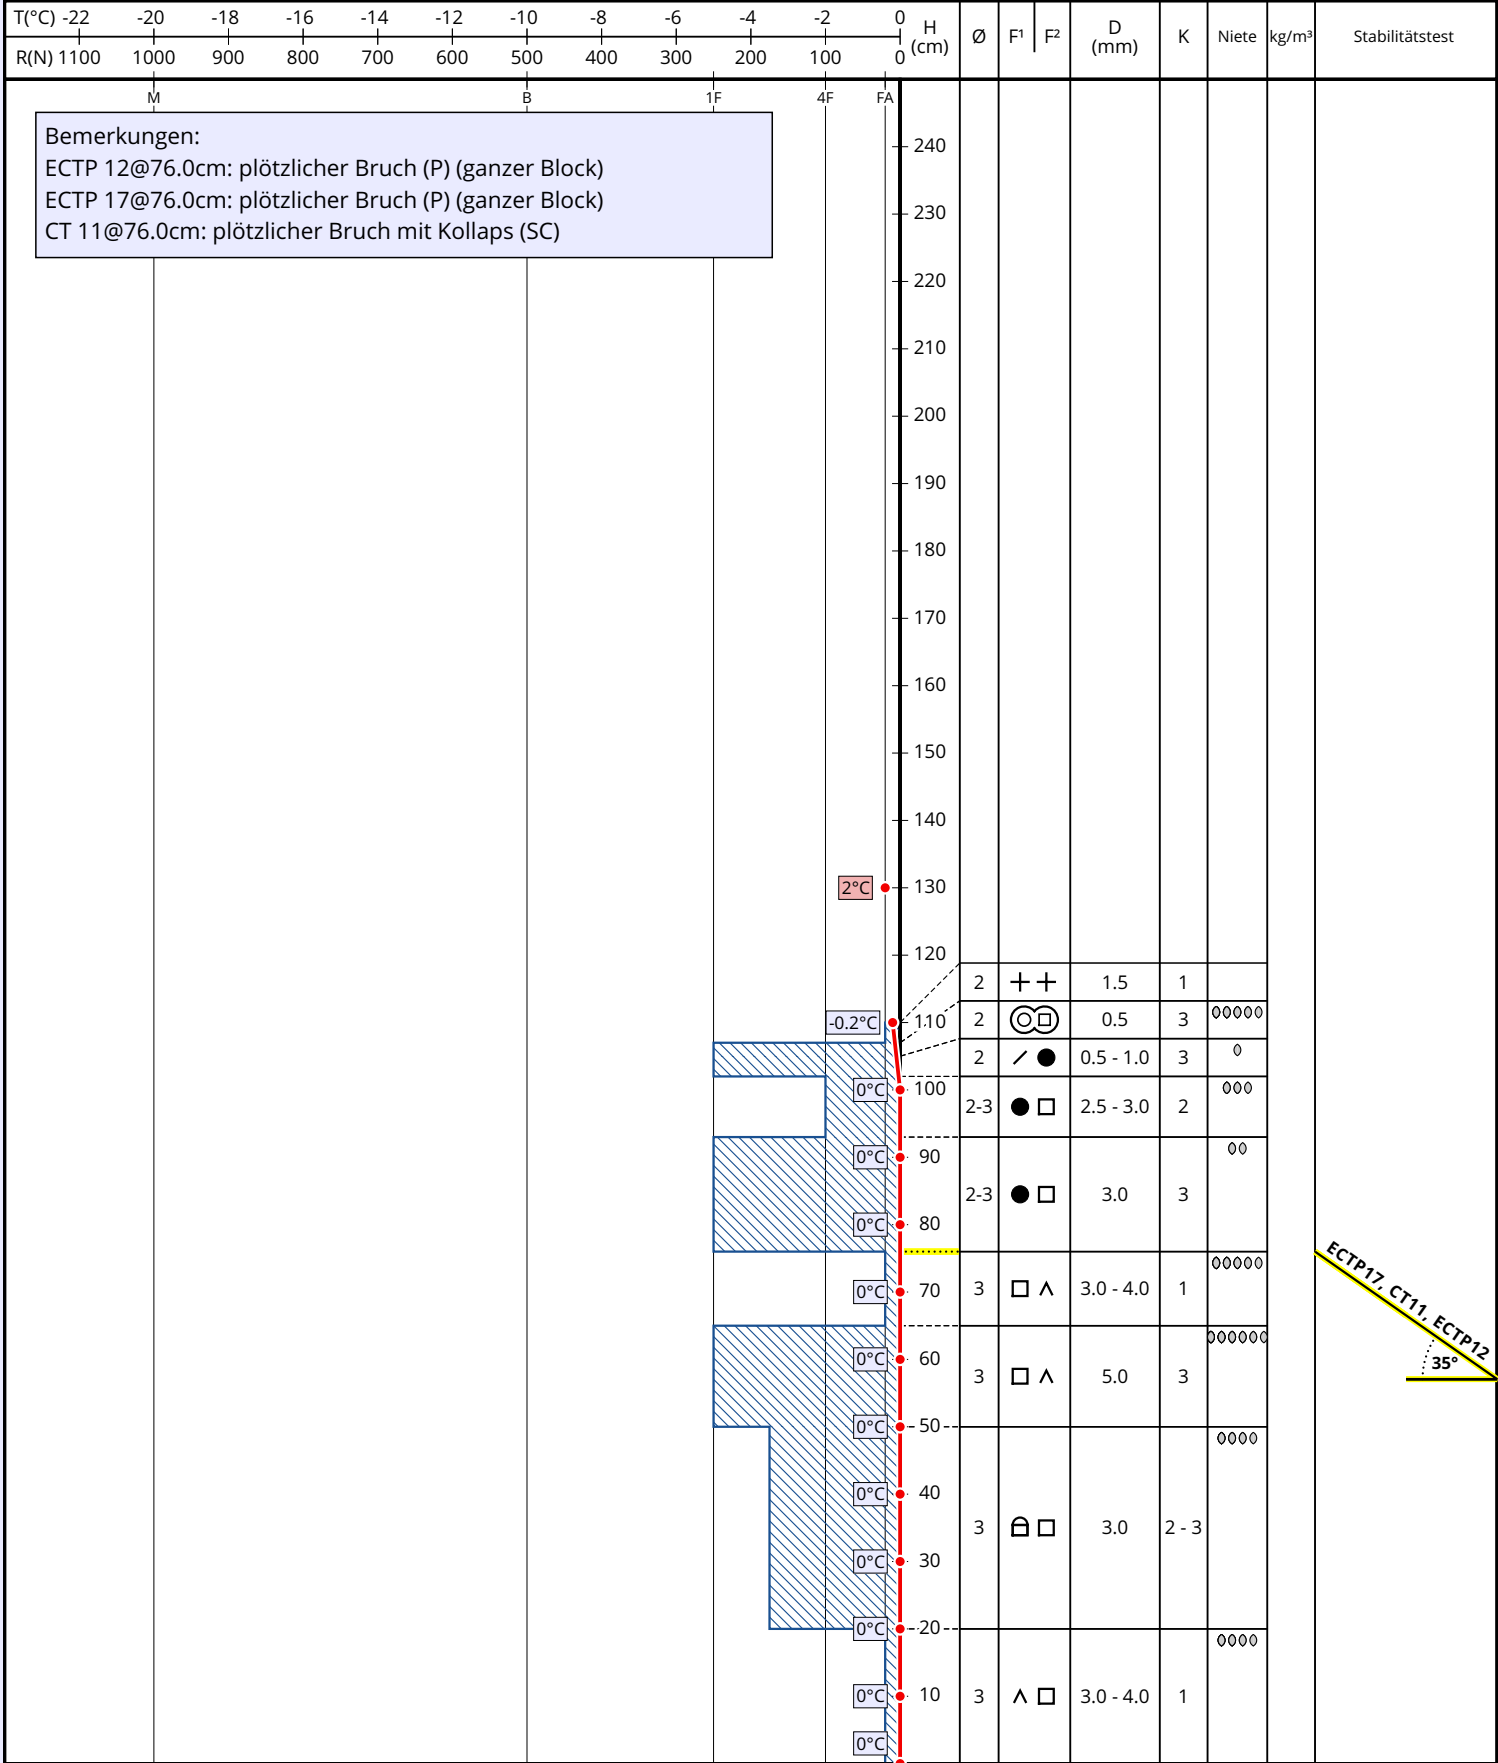 T(°C) -22 -20 -18 -16 -14 -12 -10 -8 -6 -4 -2 0
R(N) 1100 1000 900 800 700 600 500 400 300 200 100 0
H (cm) Ø F¹ F² D (mm) K Niete kg/m³ Stabilitätstest
M B 1F 4F FA
Bemerkungen:
ECTP 12@76.0cm: plötzlicher Bruch (P) (ganzer Block)
ECTP 17@76.0cm: plötzlicher Bruch (P) (ganzer Block)
CT 11@76.0cm: plötzlicher Bruch mit Kollaps (SC)
240
230
220
210
200
190
180
170
160
150
140
2°C 130
120
2 + + 1.5 1
-0.2°C 110 2 0.5 3
2 0.5 - 1.0 3
0°C 100
2-3 2.5 - 3.0 2
0°C 90
2-3 3.0 3
0°C 80
0°C 70 3 3.0 - 4.0 1
ECTP17, CT11, ECTP12
35°
0°C 60
3 5.0 3
0°C 50
0°C 40
3 3.0 2 - 3
0°C 30
0°C 20
0°C 10 3 3.0 - 4.0 1
0°C